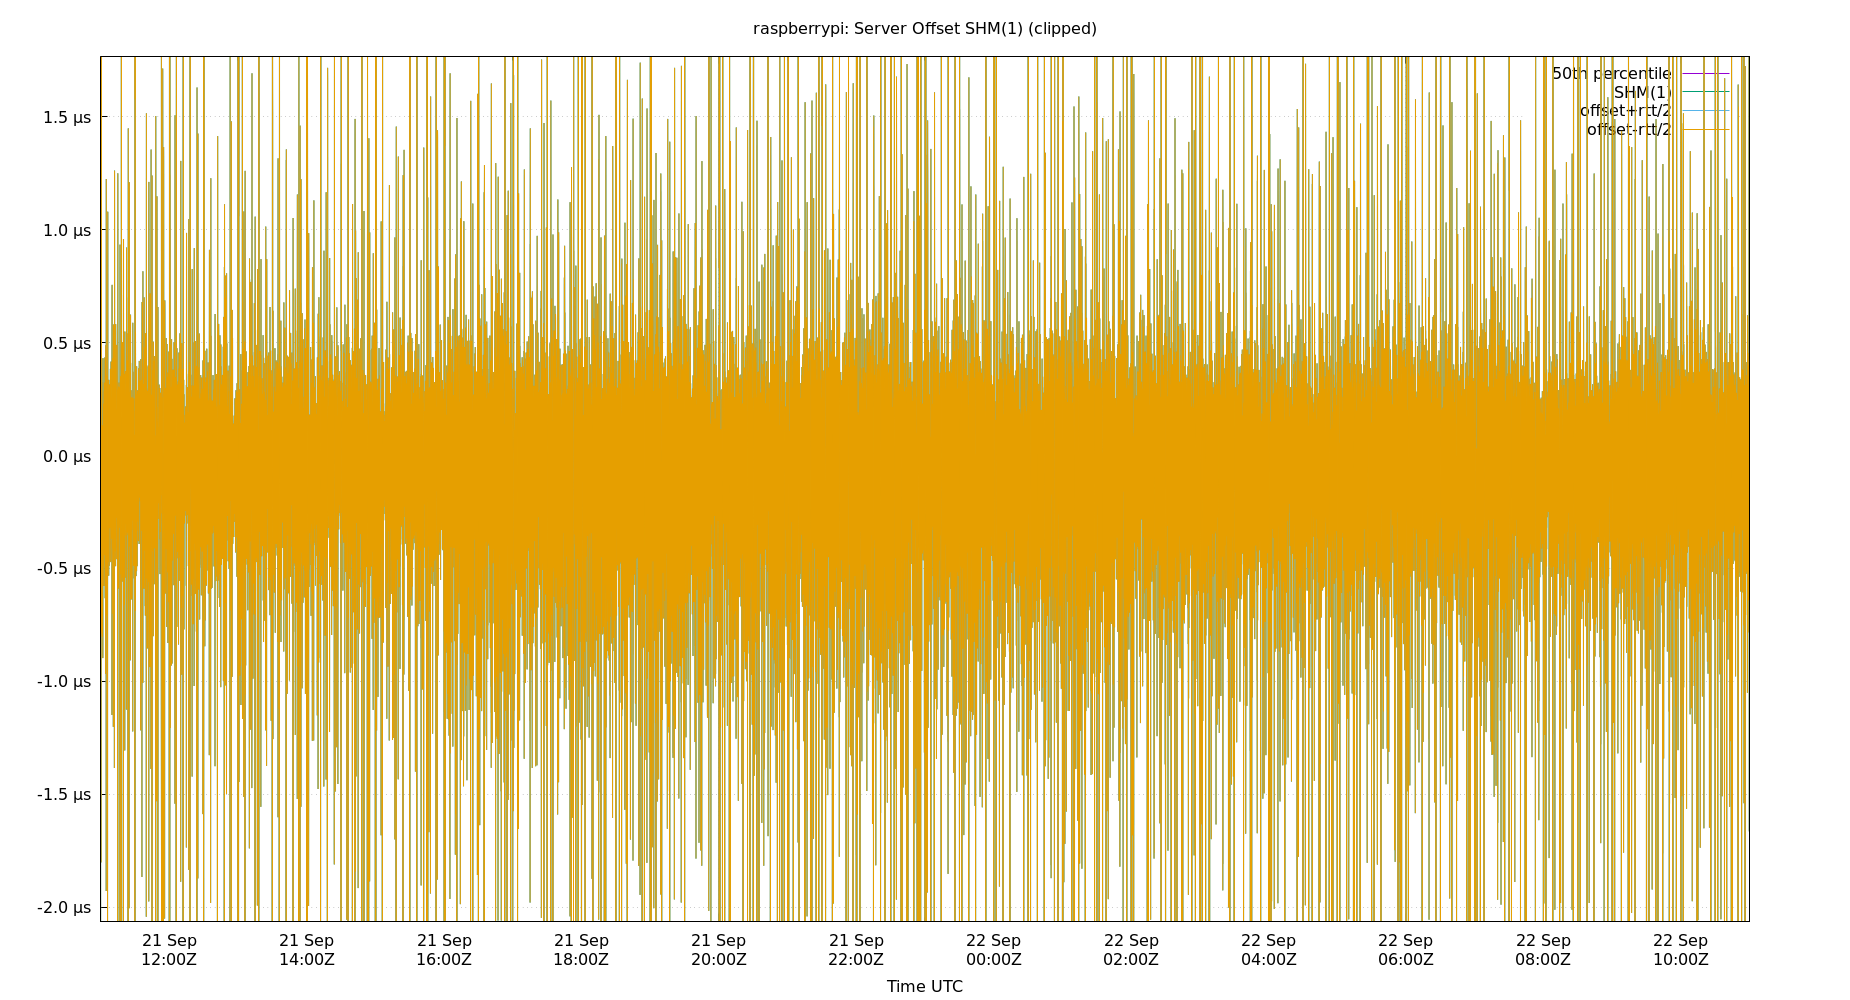 raspberrypi: Server Offset SHM(1) (clipped)
50th percentile
SHM(1)
offset+rtt/2
offset-rtt/2
1.5 µs
1.0 µs
0.5 µs
0.0 µs
-0.5 µs
-1.0 µs
-1.5 µs
-2.0 µs
21 Sep 21 Sep 21 Sep 21 Sep 21 Sep 21 Sep 22 Sep 22 Sep 22 Sep 22 Sep 22 Sep 22 Sep
12:00Z 14:00Z 16:00Z 18:00Z 20:00Z 22:00Z 00:00Z 02:00Z 04:00Z 06:00Z 08:00Z 10:00Z
Time UTC